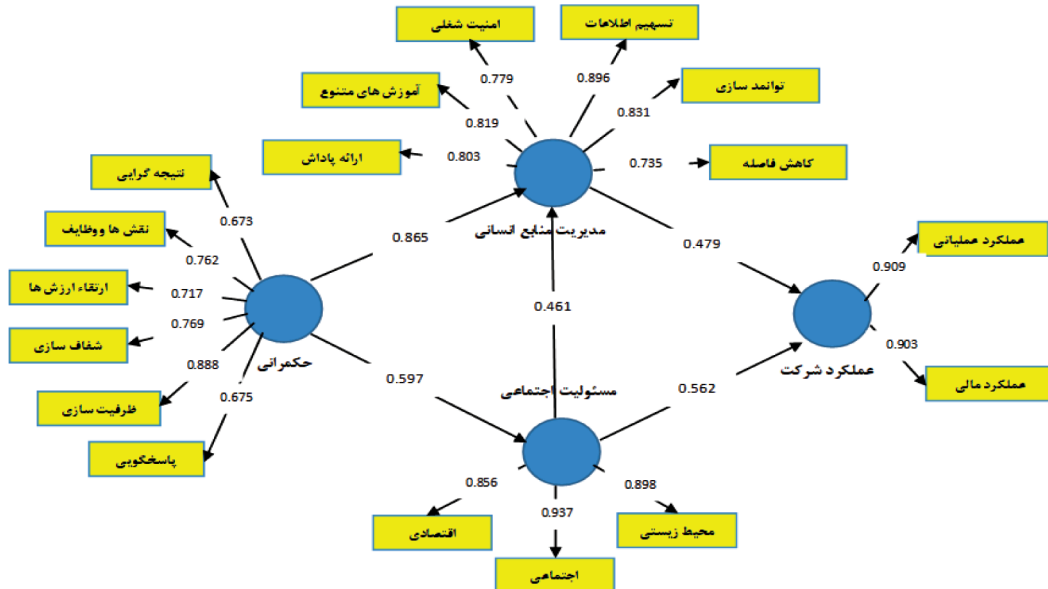 امنیت شغلی
تسهیم اطلاعات
0.779
0.896
توانمد سازی
آموزش های متنوع
0.831
0.819
ارائه پاداش
0.803
0.735
کاهش فاصله
نتیجه گرایی
0.673
نقش ها ووظایف
0.762
مدیریت منابع انسانی
0.865
0.479
عملکرد عملیاتی
0.909
ارتقاء ارزش ها
0.717
0.461
شفاف سازی
0.769
0.903
0.888
حکمرانی
عملکرد شرکت
0.597
مسئولیت اجتماعی
0.562
عملکرد مالی
ظرفیت سازی
0.675
پاسخگویی
0.856
0.898
0.937
اقتصادی
محیط زیستی
اجتماعی